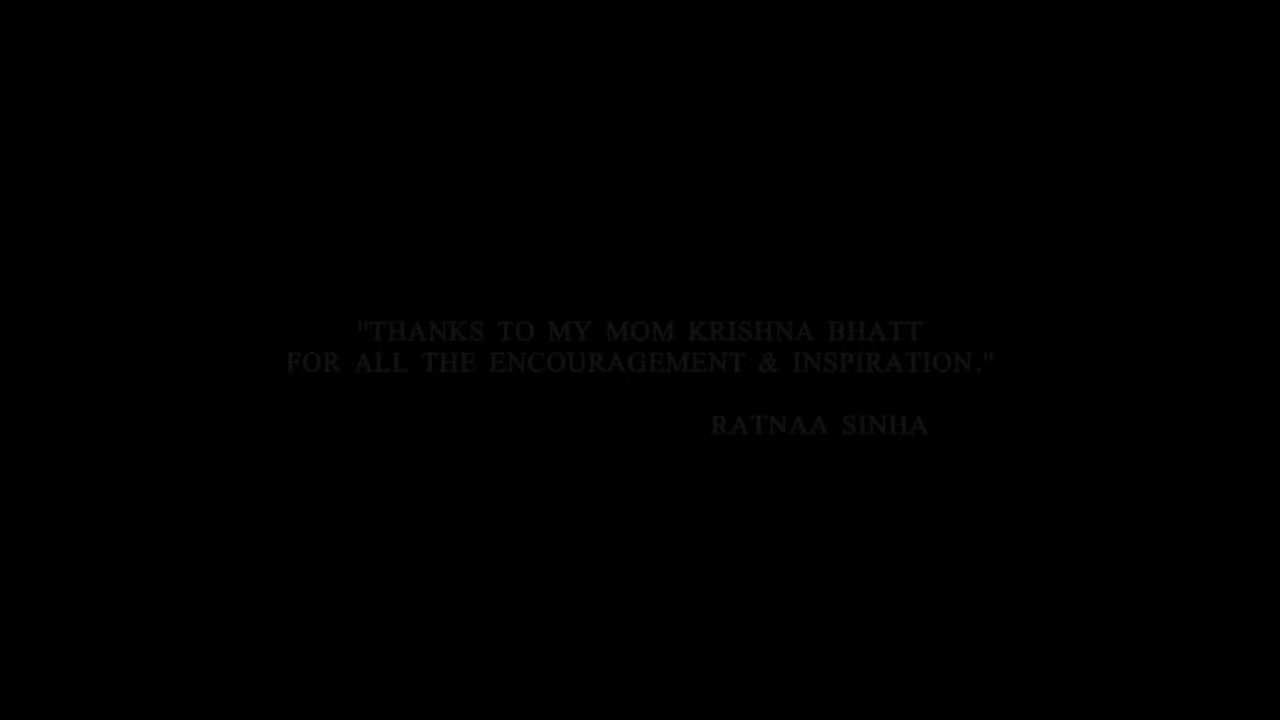 "THANKS TO MY MOM KRISHNA BHATT
FOR ALL THE ENCOURAGEMENT & INSPIRATION."
RATNAA SINHA